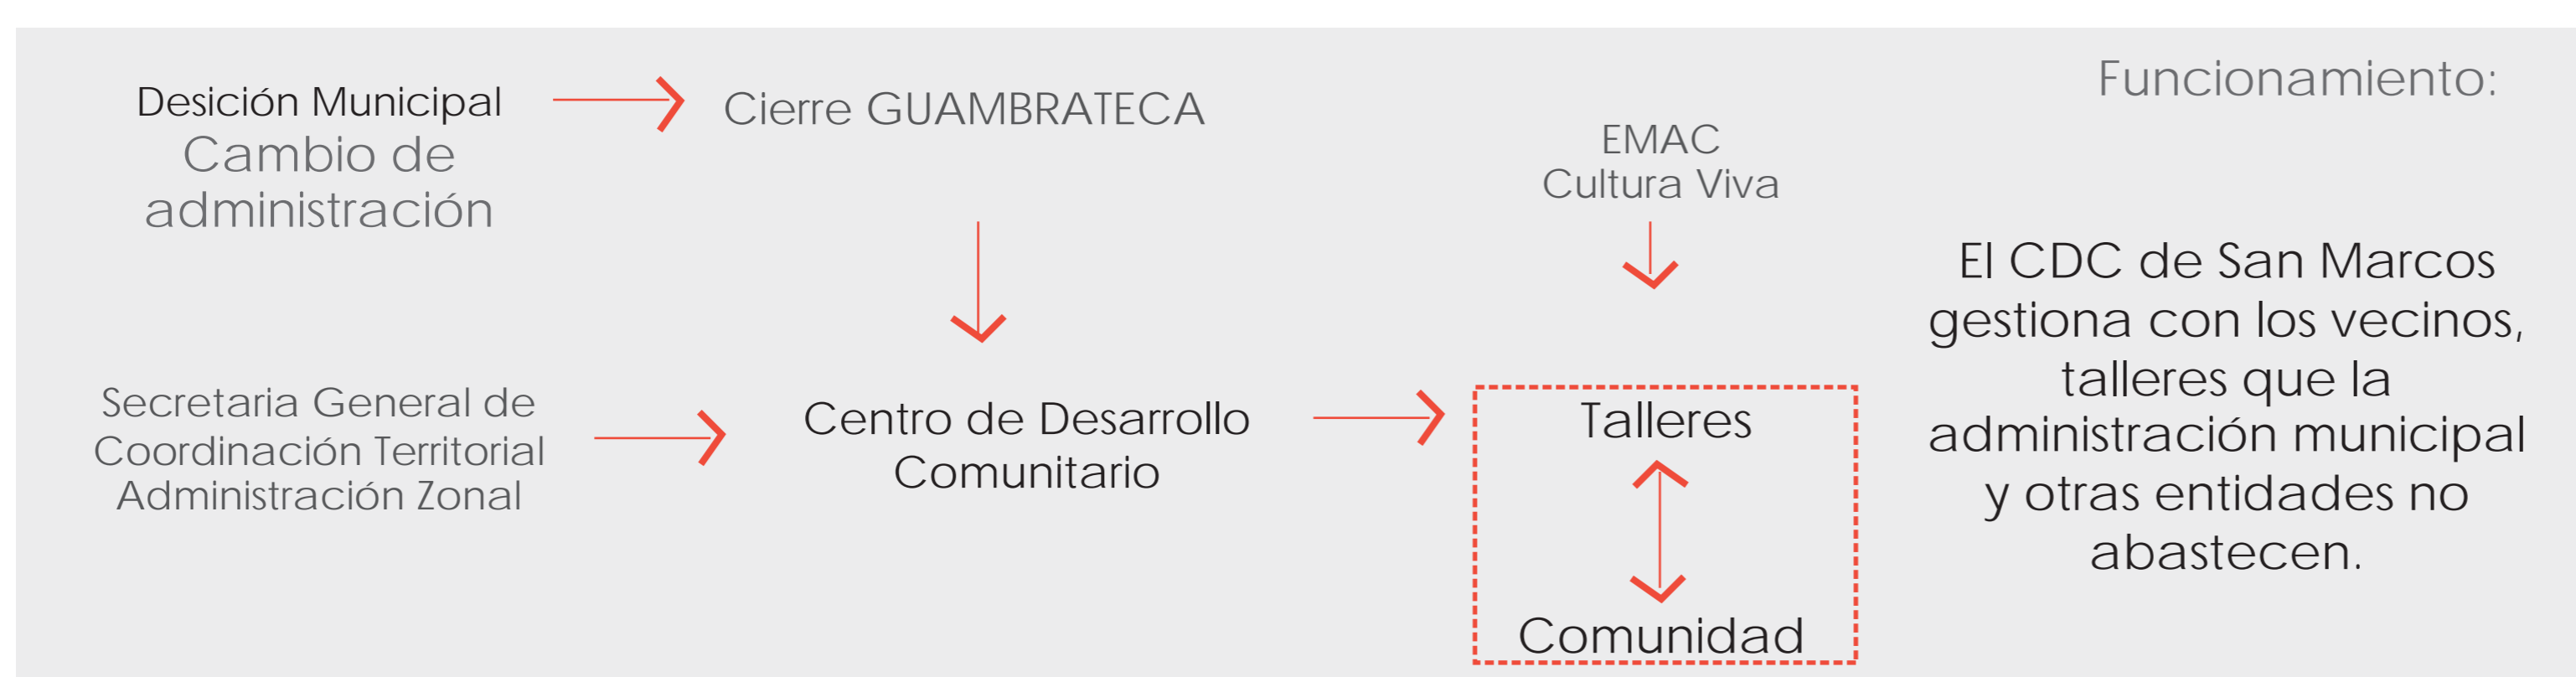 Desición Municipal
Cambio de
administración
Cierre GUAMBRATECA
EMAC
Cultura Viva
Funcionamiento:
Secretaria General de
Coordinación Territorial
Administración Zonal
Centro de Desarrollo
Comunitario
Talleres
Comunidad
El CDC de San Marcos
gestiona con los vecinos,
talleres que la
administración municipal
y otras entidades no
abastecen.